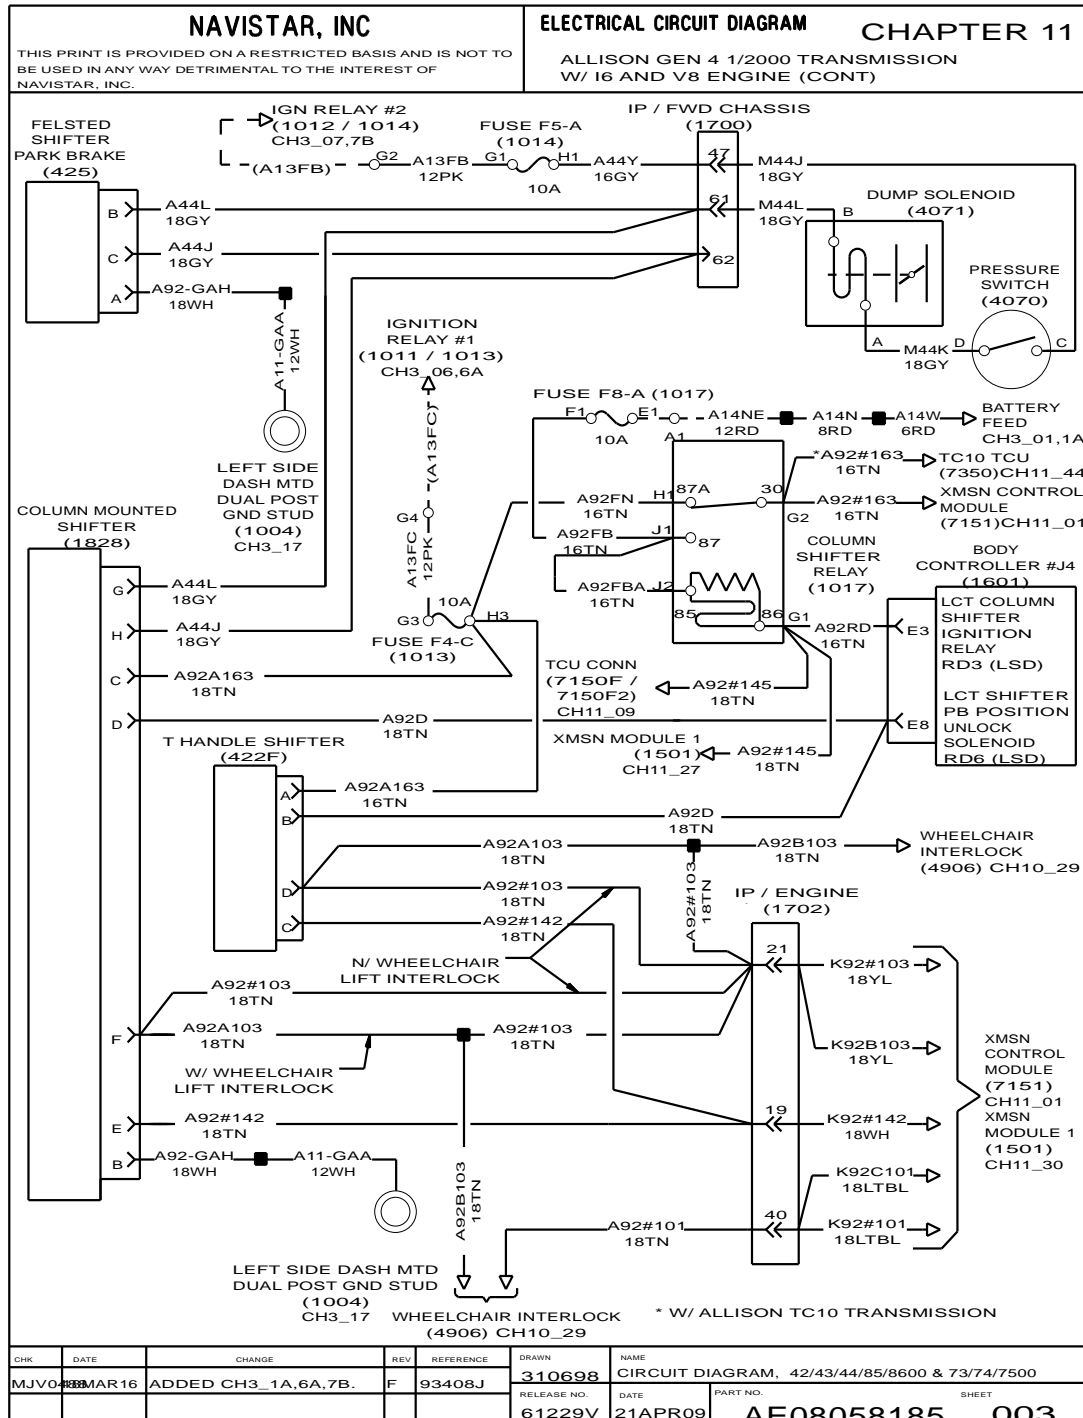 NAVISTAR, INC
THIS PRINT IS PROVIDED ON A RESTRICTED BASIS AND IS NOT TO
BE USED IN ANY WAY DETRIMENTAL TO THE INTEREST OF
NAVISTAR, INC.
ELECTRICAL CIRCUIT DIAGRAM
CHAPTER 11
ALLISON GEN 4 1/2000 TRANSMISSION
W/ I6 AND V8 ENGINE (CONT)
FELSTED
SHIFTER
PARK BRAKE
(425)
B
C
A
A44L
18GY
A44J
18GY
A92-GAH
18WH
A11-GAA
12WH
LEFT SIDE
DASH MTD
DUAL POST
GND STUD
(1004)
CH3_17
IGN RELAY #2
(1012 / 1014)
CH3_07,7B
(A13FB)
G2
A13FB
12PK
FUSE F5-A
(1014)
G1
H1
10A
A44Y
16GY
IP / FWD CHASSIS
(1700)
47
61
62
M44J
18GY
M44L
18GY
DUMP SOLENOID
(4071)
B
A
M44K
18GY
D
C
PRESSURE
SWITCH
(4070)
IGNITION
RELAY #1
(1011 / 1013)
CH3_06,6A
(A13FC)
G4
A13FC
12PK
G3
10A
H3
FUSE F4-C
(1013)
FUSE F8-A (1017)
F1
E1
10A
A1
A14NE
12RD
A14N
8RD
A14W
6RD
BATTERY
FEED
CH3_01,1A
*A92#163
16TN
TC10 TCU
(7350)CH11_44
A92#163
16TN
XMSN CONTROL
MODULE
(7151)CH11_01
A92FN
16TN
H1
87A
30
G2
A92FB
16TN
J1
87
A92FBA
16TN
J2
85
86
G1
COLUMN
SHIFTER
RELAY
(1017)
A92RD
16TN
BODY
CONTROLLER #J4
(1601)
E3
LCT COLUMN
SHIFTER
IGNITION
RELAY
RD3 (LSD)
E8
LCT SHIFTER
PB POSITION
UNLOCK
SOLENOID
RD6 (LSD)
TCU CONN
(7150F /
7150F2)
CH11_09
A92#145
18TN
XMSN MODULE 1
(1501)
CH11_27
A92#145
18TN
COLUMN MOUNTED
SHIFTER
(1828)
G
A44L
18GY
H
A44J
18GY
C
A92A163
18TN
D
A92D
18TN
T HANDLE SHIFTER
(422F)
A
A92A163
16TN
B
A92D
18TN
A92A103
18TN
A92B103
18TN
WHEELCHAIR
INTERLOCK
(4906) CH10_29
D
A92#103
18TN
C
A92#142
18TN
A92#103
18TN
IP / ENGINE
(1702)
N/ WHEELCHAIR
LIFT INTERLOCK
21
K92#103
18YL
K92B103
18YL
A92#103
18TN
F
A92A103
18TN
A92#103
18TN
W/ WHEELCHAIR
LIFT INTERLOCK
E
A92#142
18TN
19
K92#142
18WH
B
A92-GAH
18WH
A11-GAA
12WH
A92B103
18TN
K92C101
18LTBL
A92#101
18TN
40
K92#101
18LTBL
XMSN
CONTROL
MODULE
(7151)
CH11_01
XMSN
MODULE 1
(1501)
CH11_30
LEFT SIDE DASH MTD
DUAL POST GND STUD
(1004)
CH3_17
WHEELCHAIR INTERLOCK
(4906) CH10_29
* W/ ALLISON TC10 TRANSMISSION
CHK DATE CHANGE REV REFERENCE
ADDED CH3_1A,6A,7B. F 93408J
DRAWN
310698
NAME
CIRCUIT DIAGRAM, 42/43/44/85/8600 & 73/74/7500
RELEASE NO.
61229V
DATE
21APR09
PART NO.
AE08058185
SHEET
003